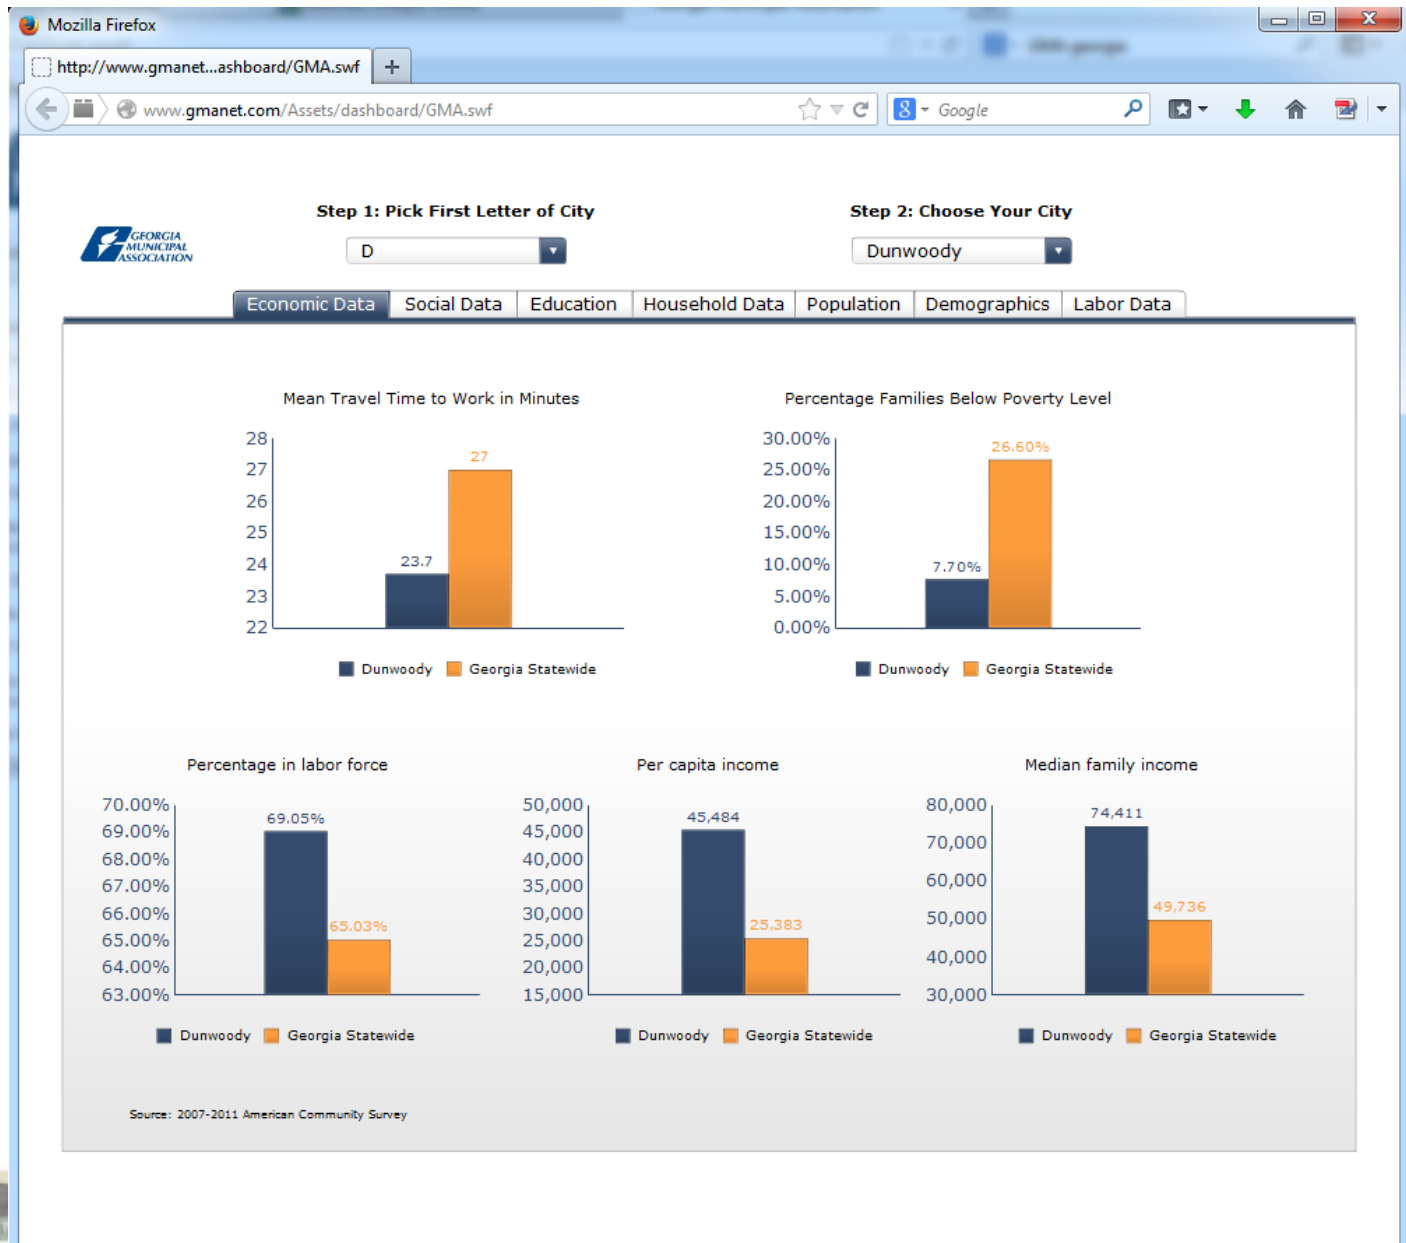 Mozilla Firefox
http://www.gmanet...ashboard/GMA.swf
www.gmanet.com/Assets/dashboard/GMA.swf
8
Google
Step 1: Pick First Letter of City
Step 2: Choose Your City
GEORGIA
MUNICIPAL
ASSOCIATION
D
Dunwoody
Economic Data
Social Data
Education
Household Data
Population
Demographics
Labor Data
Mean Travel Time to Work in Minutes
28
27
26
25
24
23
22
23.7
27
Dunwoody
Georgia Statewide
Percentage Families Below Poverty Level
30.00%
25.00%
20.00%
15.00%
10.00%
5.00%
0.00%
7.70%
26.60%
Dunwoody
Georgia Statewide
Percentage in labor force
70.00%
69.00%
68.00%
67.00%
66.00%
65.00%
64.00%
63.00%
69.05%
65.03%
Dunwoody
Georgia Statewide
Per capita income
50,000
45,000
40,000
35,000
30,000
25,000
20,000
15,000
45,484
25,383
Dunwoody
Georgia Statewide
Median family income
80,000
70,000
60,000
50,000
40,000
30,000
74,411
49,736
Dunwoody
Georgia Statewide
Source: 2007-2011 American Community Survey